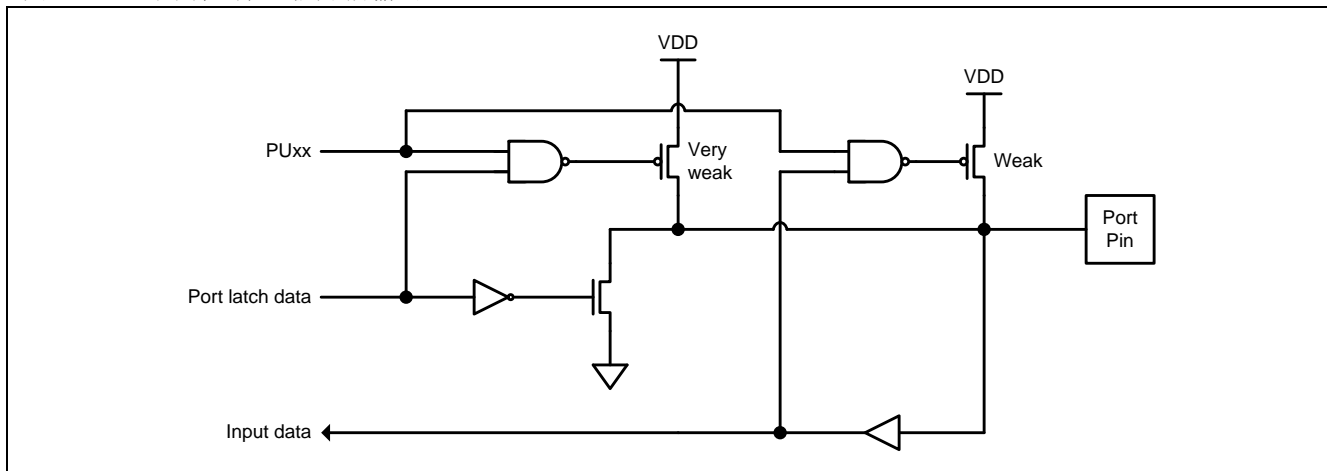 VDD
VDD
PUxx
Very
weak
Weak
Port
Pin
Port latch data
Input data